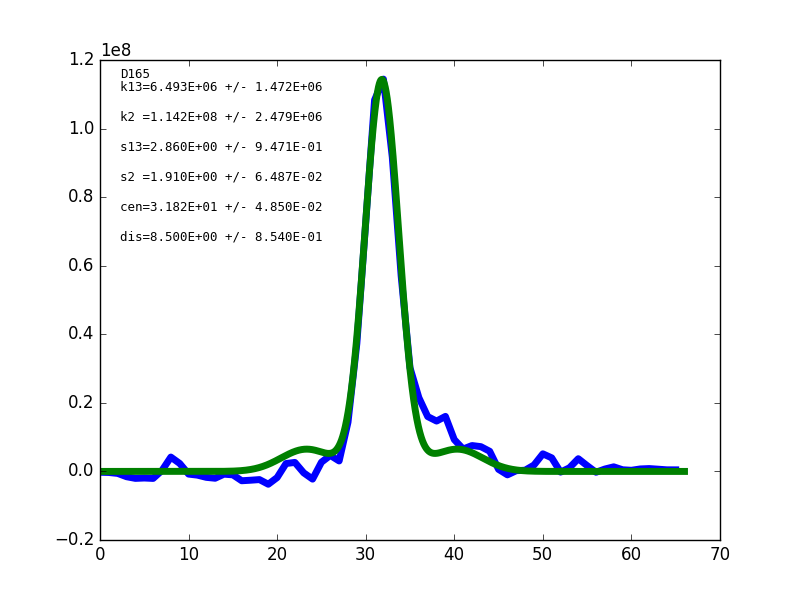 1e8
1.2
D165
k13=6.493E+06 +/- 1.472E+06
1.0
k2 =1.142E+08 +/- 2.479E+06
s13=2.860E+00 +/- 9.471E-01
0.8
s2 =1.910E+00 +/- 6.487E-02
cen=3.182E+01 +/- 4.850E-02
dis=8.500E+00 +/- 8.540E-01
0.6
0.4
0.2
0.0
−0.2
0 10 20 30 40 50 60 70